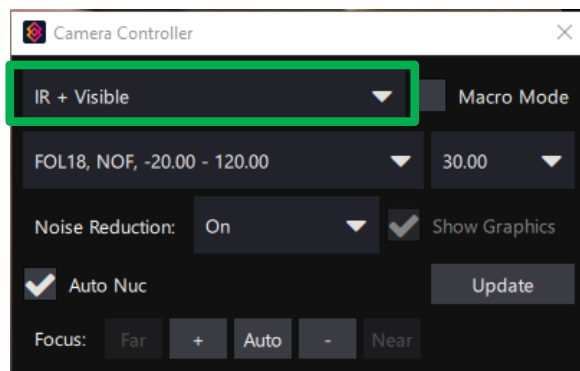 Camera Controller
IR + Visible
Macro Mode
FOL18, NOF, -20.00 - 120.00
30.00
Noise Reduction:
On
Show Graphics
Auto Nuc
Update
Focus:
Far
+
Auto
-
Near